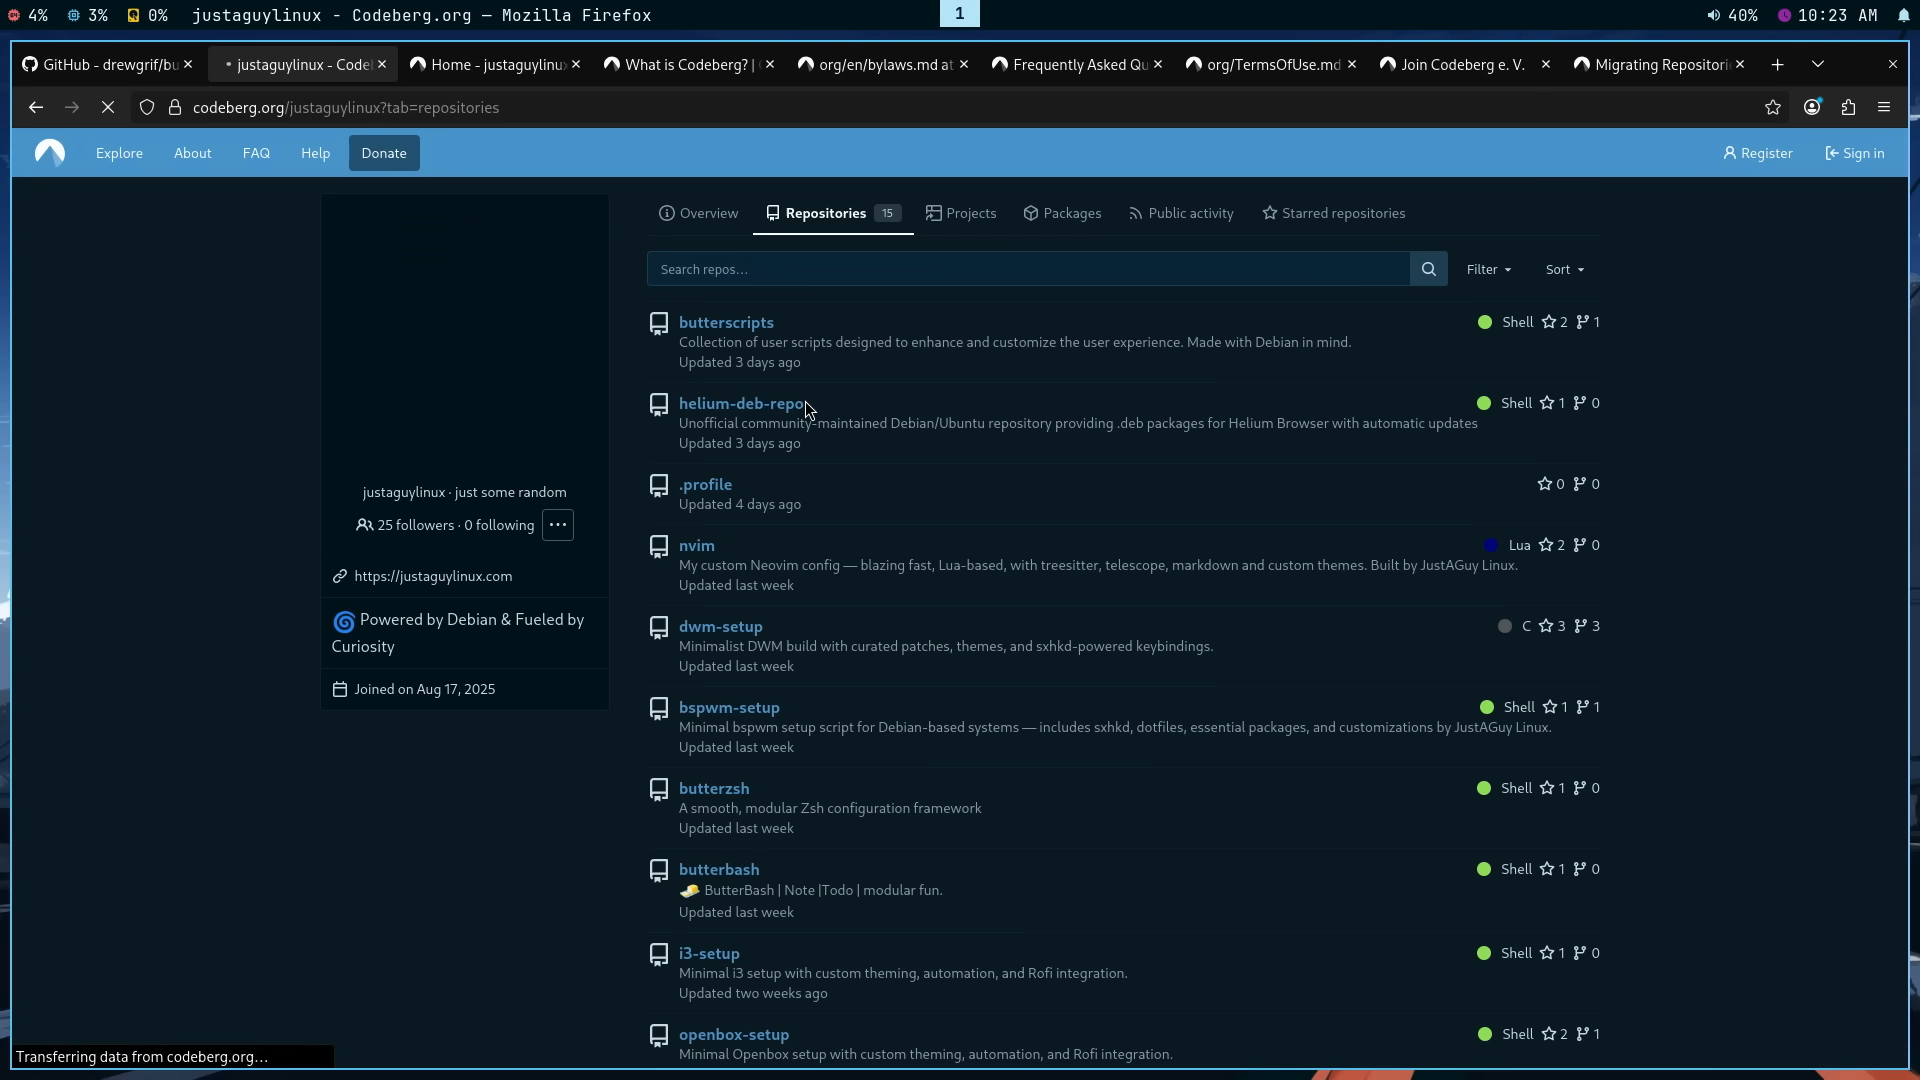 4% 3% 0% justaguylinux - Codeberg.org — Mozilla Firefox 1 40% 10:23 AM
GitHub - drewgrif/bu justaguylinux - Codel Home - justaguylinux What is Codeberg? | C org/en/bylaws.md at Frequently Asked Qu org/TermsOfUse.md Join Codeberg e. V. Migrating Repositori
codeberg.org/justaguylinux?tab=repositories
Explore About FAQ Help Donate Register Sign in
Overview Repositories 15 Projects Packages Public activity Starred repositories
Search repos…
Filter Sort
butterscripts Shell 2 1
Collection of user scripts designed to enhance and customize the user experience. Made with Debian in mind.
Updated 3 days ago
helium-deb-repo Shell 1 0
Unofficial community-maintained Debian/Ubuntu repository providing .deb packages for Helium Browser with automatic updates
Updated 3 days ago
.profile 0 0
Updated 4 days ago
justaguylinux · just some random
25 followers · 0 following ...
https://justaguylinux.com
Powered by Debian & Fueled by
Curiosity
Joined on Aug 17, 2025
nvim Lua 2 0
My custom Neovim config — blazing fast, Lua-based, with treesitter, telescope, markdown and custom themes. Built by JustAGuy Linux.
Updated last week
dwm-setup C 3 3
Minimalist DWM build with curated patches, themes, and sxhkd-powered keybindings.
Updated last week
bspwm-setup Shell 1 1
Minimal bspwm setup script for Debian-based systems — includes sxhkd, dotfiles, essential packages, and customizations by JustAGuy Linux.
Updated last week
butterzsh Shell 1 0
A smooth, modular Zsh configuration framework
Updated last week
butterbash Shell 1 0
🧈 ButterBash | Note |Todo | modular fun.
Updated last week
i3-setup Shell 1 0
Minimal i3 setup with custom theming, automation, and Rofi integration.
Updated two weeks ago
openbox-setup Shell 2 1
Minimal Openbox setup with custom theming, automation, and Rofi integration.
Transferring data from codeberg.org…